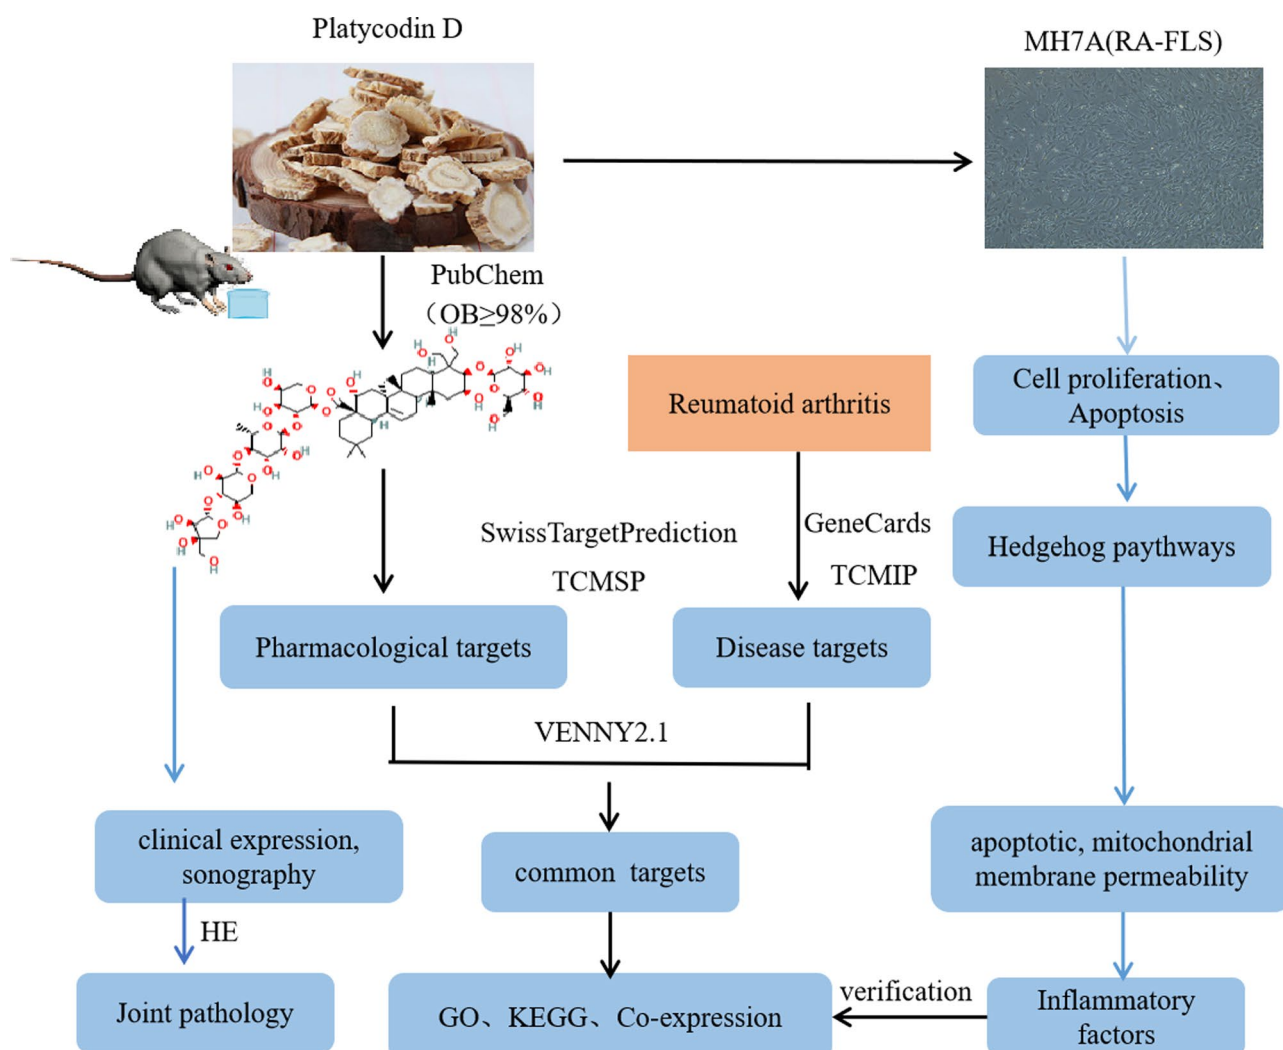 Platycodin D
MH7A(RA-FLS)
PubChem
（OB≥98%）
Reumatoid arthritis
Cell proliferation、
Apoptosis
SwissTargetPrediction
TCMSP
GeneCards
TCMIP
Hedgehog paythways
Pharmacological targets
Disease targets
VENNY2.1
clinical expression,
sonography
common targets
apoptotic, mitochondrial
membrane permeability
HE
Joint pathology
GO、KEGG、Co-expression
verification
Inflammatory
factors